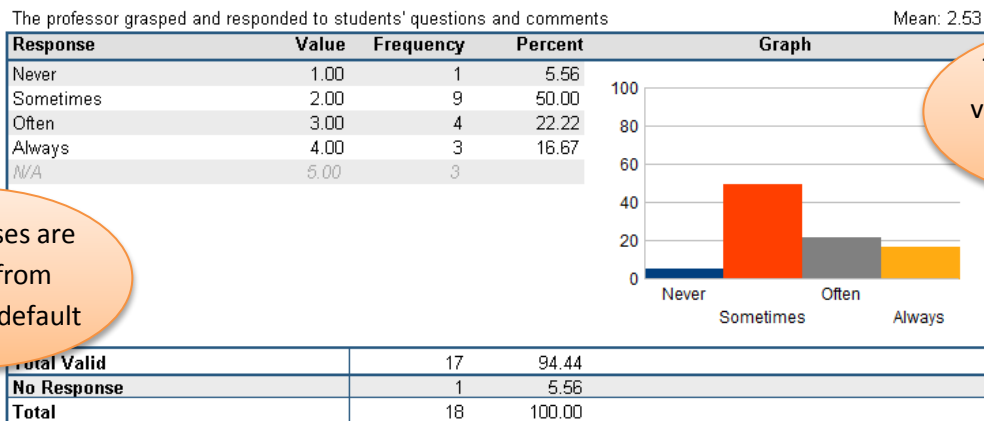 The professor grasped and responded to students' questions and comments Mean: 2.53
Response Value Frequency Percent Graph
Never 1.00 1 5.56
Sometimes 2.00 9 50.00
Often 3.00 4 22.22
Always 4.00 3 16.67
N/A 5.00 3
100
80
60
40
20
0
Never Often
Sometimes Always
are
from
default
Total Valid 17 94.44
No Response 1 5.56
Total 18 100.00